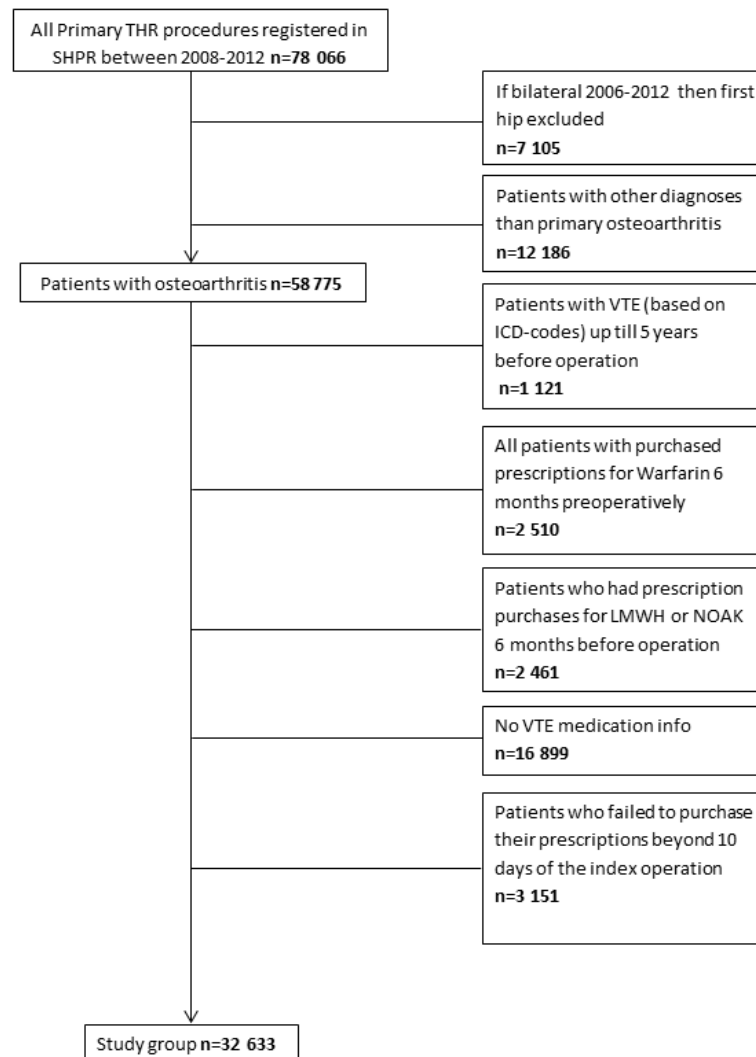 All Primary THR procedures registered in
SHPR between 2008-2012 n=78 066
If bilateral 2006-2012 then first
hip excluded
n=7 105
Patients with other diagnoses
than primary osteoarthritis
n=12 186
Patients with osteoarthritis n=58 775
Patients with VTE (based on
ICD-codes) up till 5 years
before operation
n=1 121
All patients with purchased
prescriptions for Warfarin 6
months preoperatively
n=2 510
Patients who had prescription
purchases for LMWH or NOAK
6 months before operation
n=2 461
No VTE medication info
n=16 899
Patients who failed to purchase
their prescriptions beyond 10
days of the index operation
n=3 151
Study group n=32 633